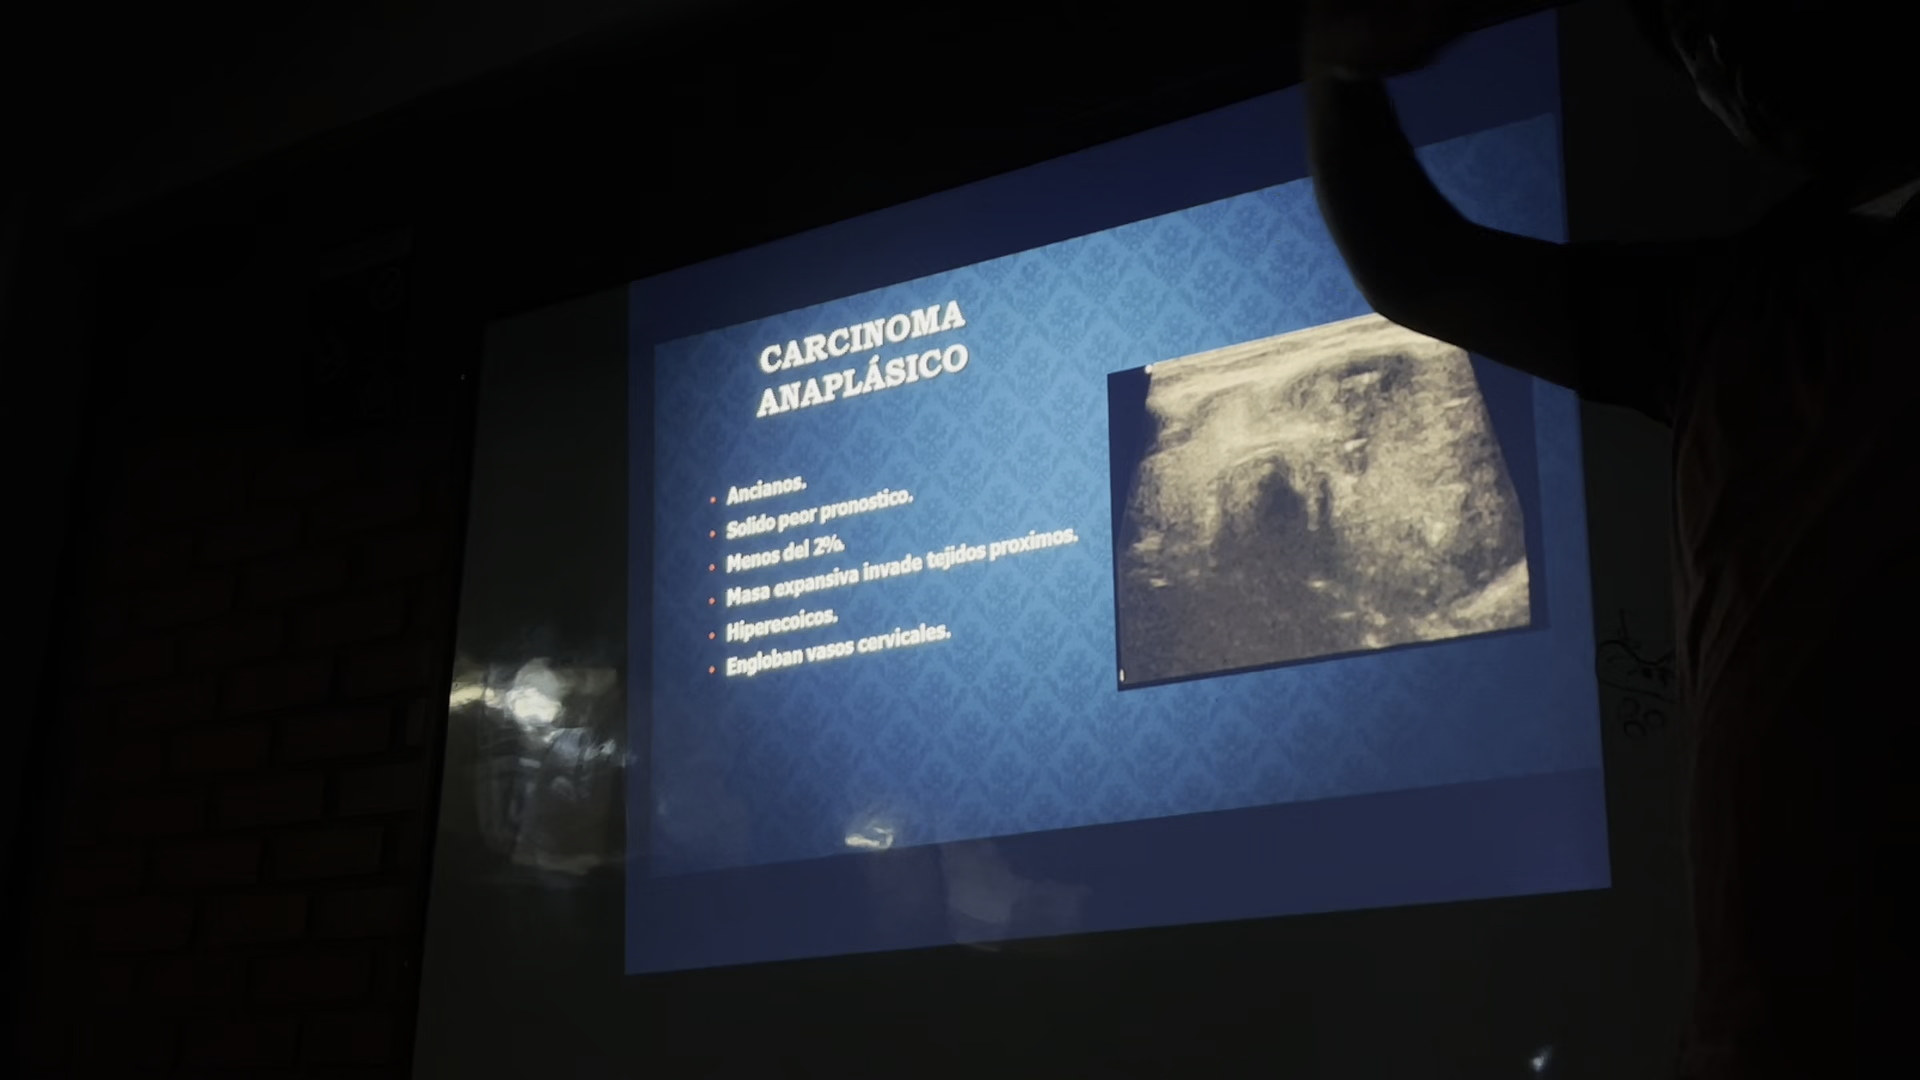 CARCINOMA
ANAPLÁSICO
Ancianos.
Solido peor pronostico.
Menos del 2%.
Masa expansiva invade tejidos proximos.
Hiperecoicos.
Engloban vasos cervicales.